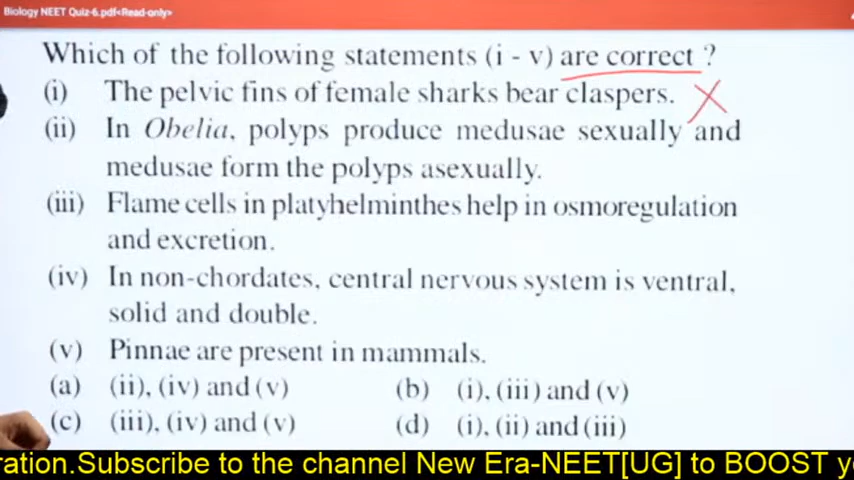 Biology NEET Quiz-6.pdf<Read-only>
Which of the following statements (i - v) are correct ?
(i) The pelvic fins of female sharks bear claspers.
(ii) In Obelia, polyps produce medusae sexually and
medusae form the polyps asexually.
(iii) Flame cells in platyhelminthes help in osmoregulation
and excretion.
(iv) In non-chordates, central nervous system is ventral,
solid and double.
(v) Pinnae are present in mammals.
(a) (ii), (iv) and (v) (b) (i), (iii) and (v)
(c) (iii), (iv) and (v) (d) (i), (ii) and (iii)
ration.Subscribe to the channel New Era-NEET[UG] to BOOST